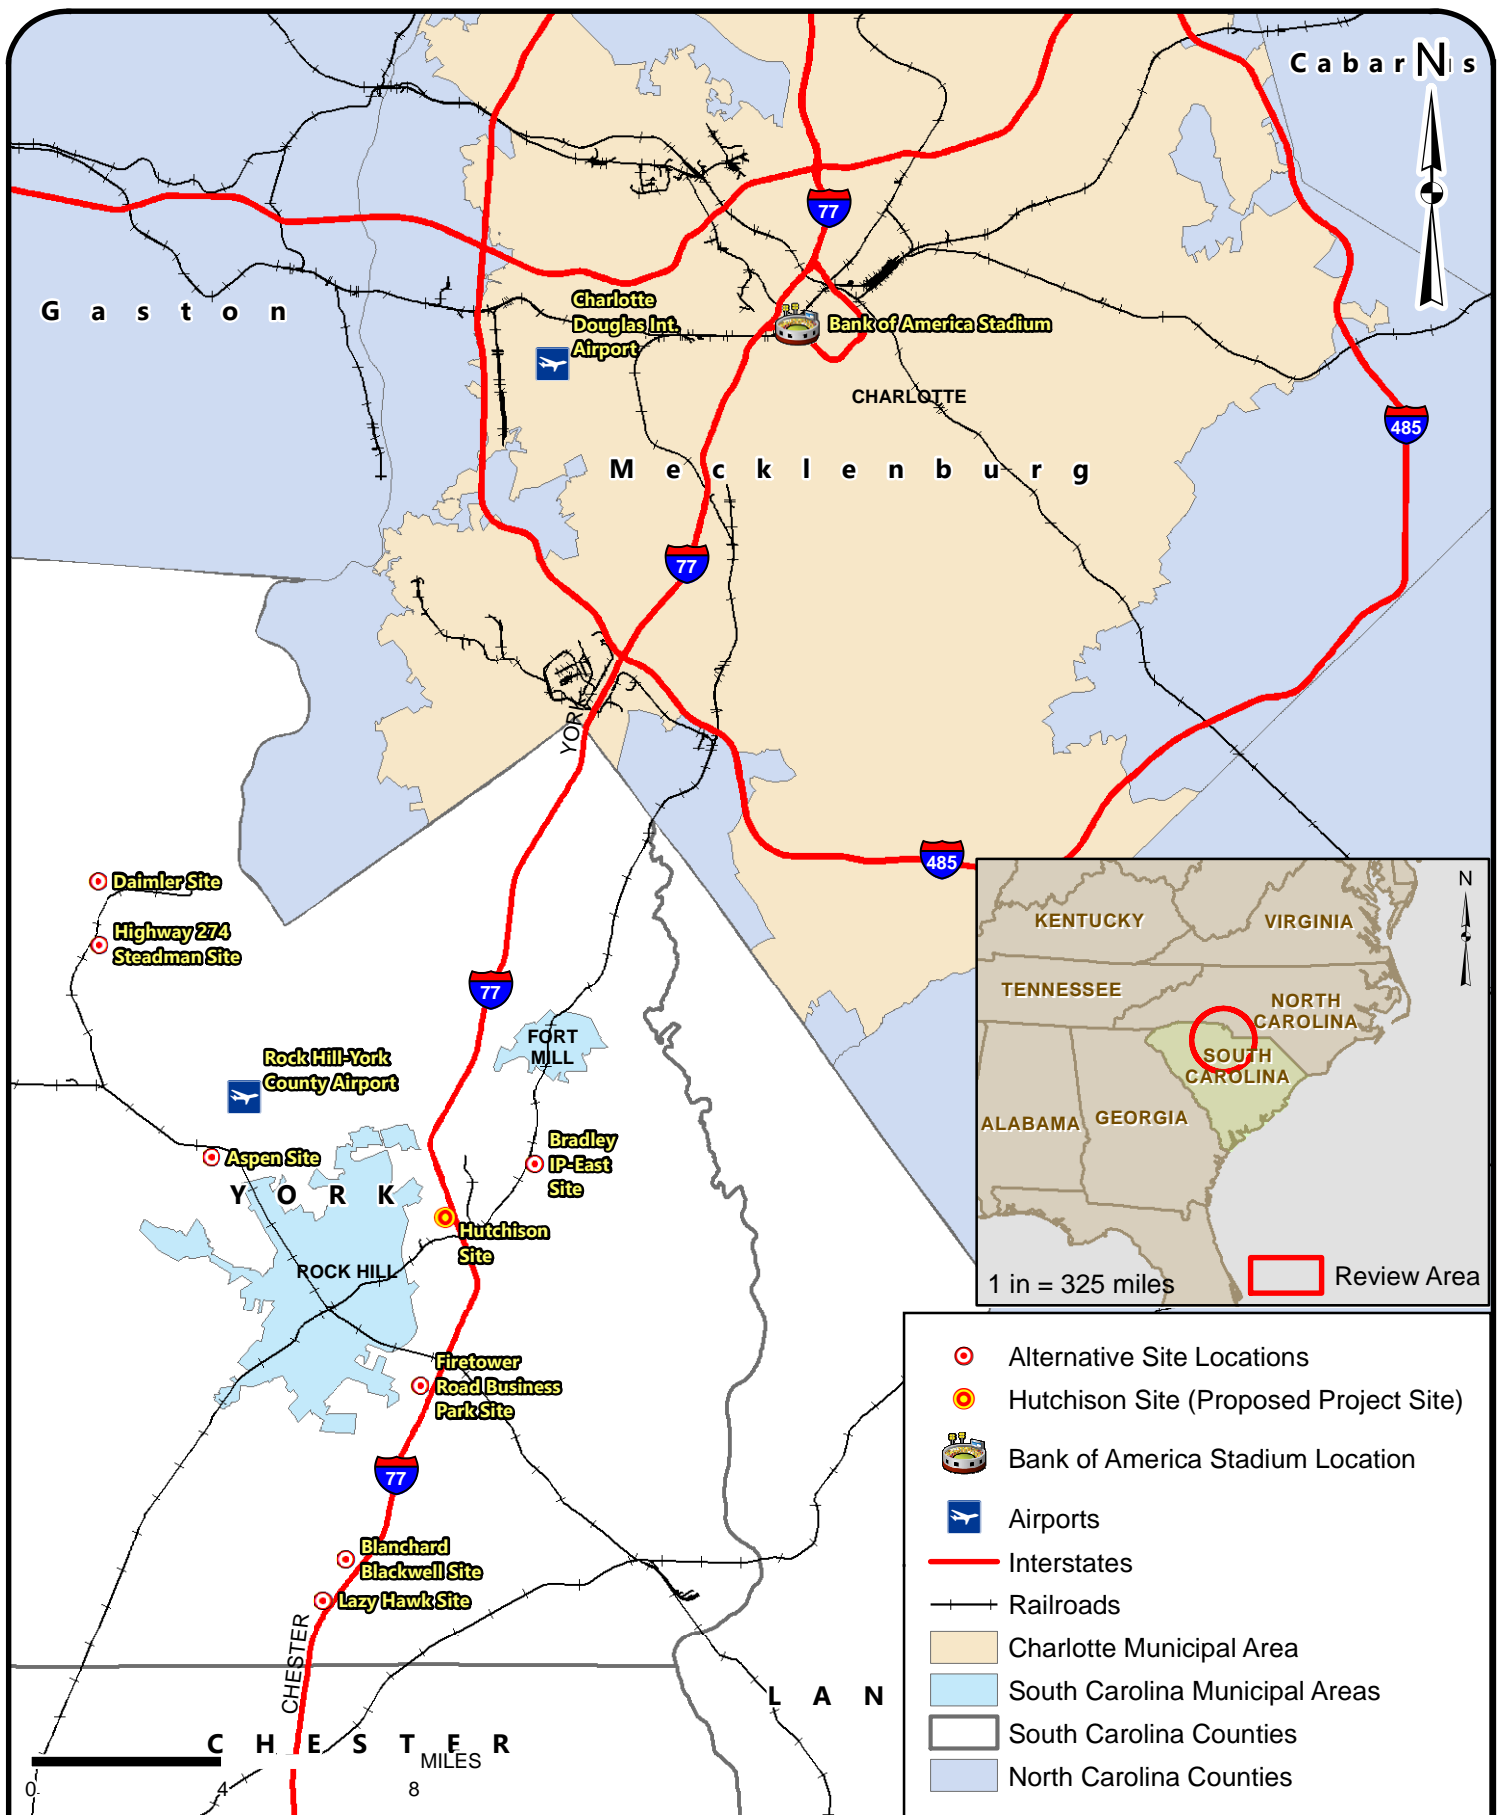 Cabar
s
N
77
Gaston
Charlotte
Douglas Int.
Airport
Bank of America Stadium
CHARLOTTE
485
Mecklenburg
77
YORK
485
Daimler Site
Highway 274
Steadman Site
77
FORT
MILL
Rock Hill-York
County Airport
Bradley
IP-East
Site
Aspen Site
YORK
Hutchison
Site
ROCK HILL
Firetower
Road Business
Park Site
77
Blanchard
Blackwell Site
Lazy Hawk Site
CHESTER
LAN
CHESTER
MILES
0
4
8
N
KENTUCKY
VIRGINIA
TENNESSEE
NORTH
CAROLINA
SOUTH
CAROLINA
ALABAMA
GEORGIA
1 in = 325 miles
Review Area
Alternative Site Locations
Hutchison Site (Proposed Project Site)
Bank of America Stadium Location
Airports
Interstates
Railroads
Charlotte Municipal Area
South Carolina Municipal Areas
South Carolina Counties
North Carolina Counties